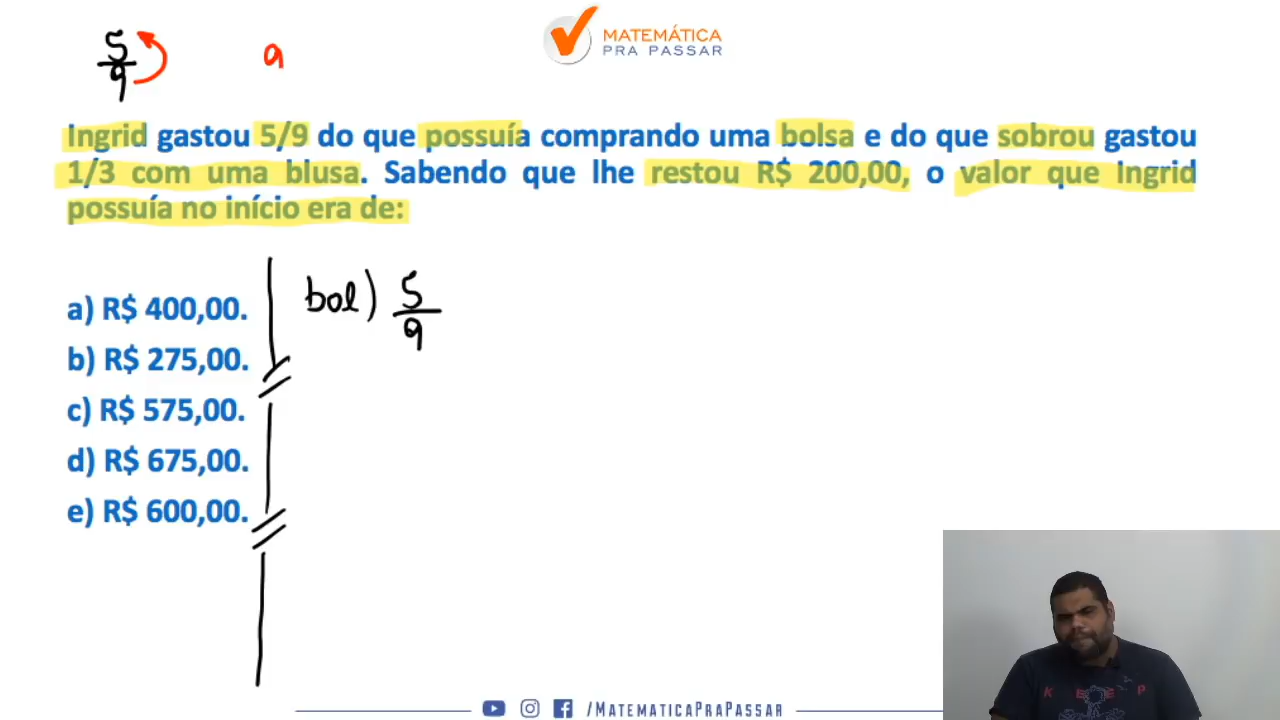 5/9 a
MATEMÁTICA
PRA PASSAR
Ingrid gastou 5/9 do que possuía comprando uma bolsa e do que sobrou gastou
1/3 com uma blusa. Sabendo que lhe restou R$ 200,00, o valor que Ingrid
possuía no início era de:
bol) 5/9
a) R$ 400,00.
b) R$ 275,00.
c) R$ 575,00.
d) R$ 675,00.
e) R$ 600,00.
KEEP
/MATEMATICAPRAPASSAR